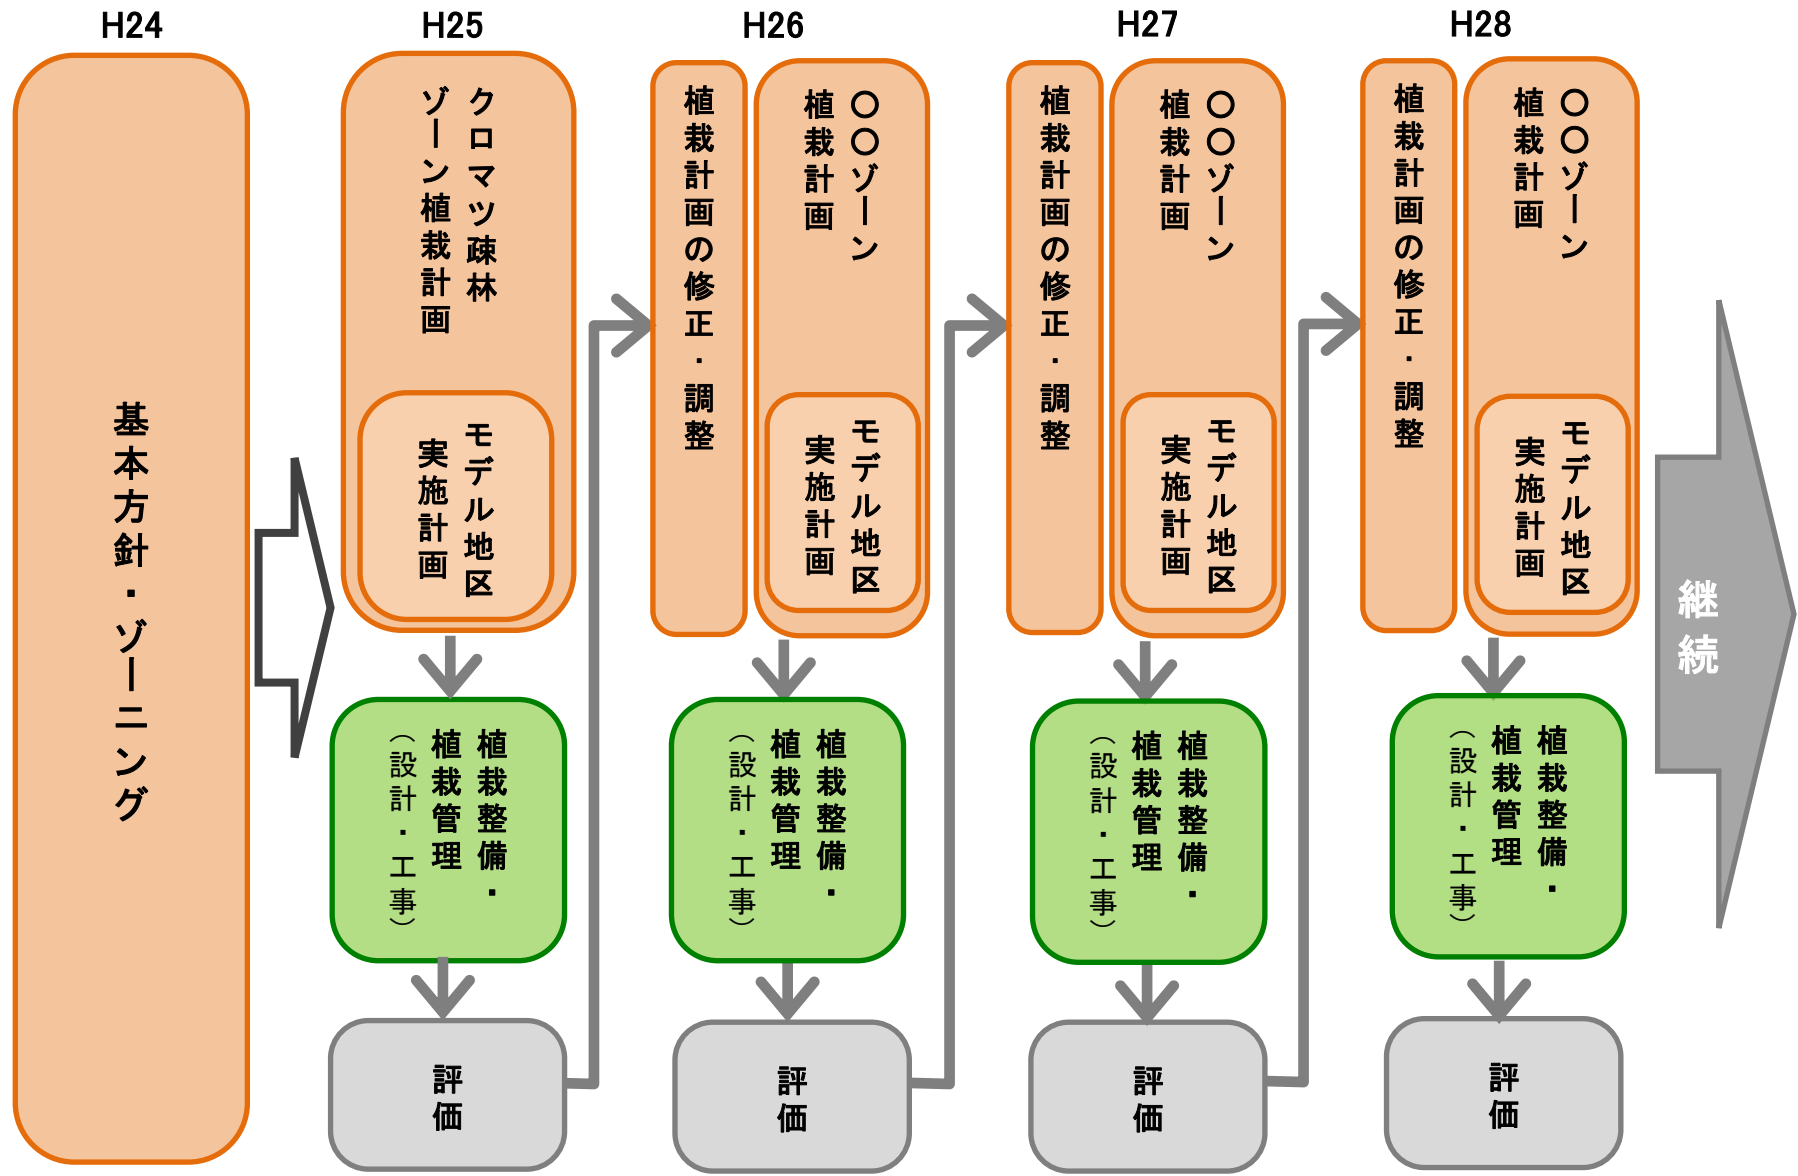 H24
H25
H26
H27
H28
基本方針・ゾーニング
クロマツ疎林
ゾーン植栽計画
モデル地区
実施計画
植栽整備・
植栽管理
（設計・工事）
評価
植栽計画の修正・調整
〇〇ゾーン
植栽計画
モデル地区
実施計画
植栽整備・
植栽管理
（設計・工事）
評価
植栽計画の修正・調整
〇〇ゾーン
植栽計画
モデル地区
実施計画
植栽整備・
植栽管理
（設計・工事）
評価
植栽計画の修正・調整
〇〇ゾーン
植栽計画
モデル地区
実施計画
植栽整備・
植栽管理
（設計・工事）
評価
継続